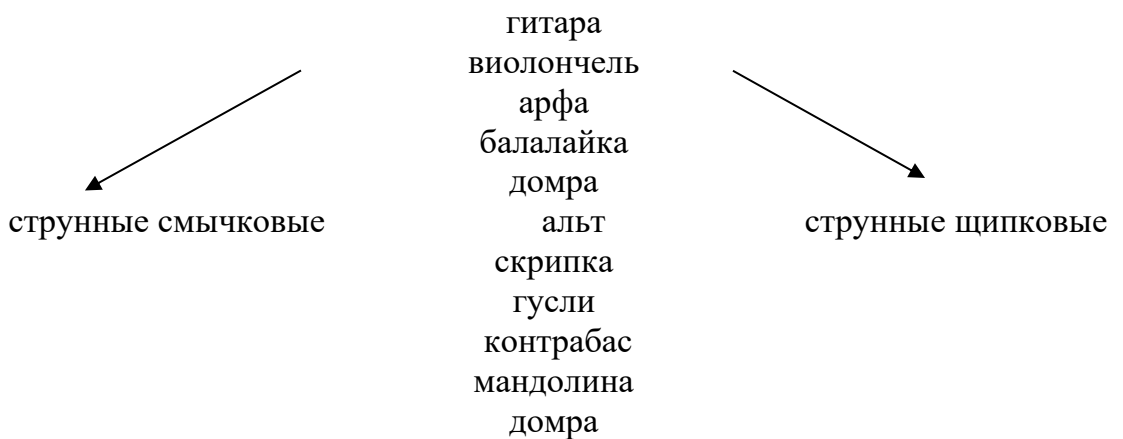 гитара
виолончель
арфа
балалайка
домра
струнные смычковые альт струнные щипковые
скрипка
гусли
контрабас
мандолина
домра